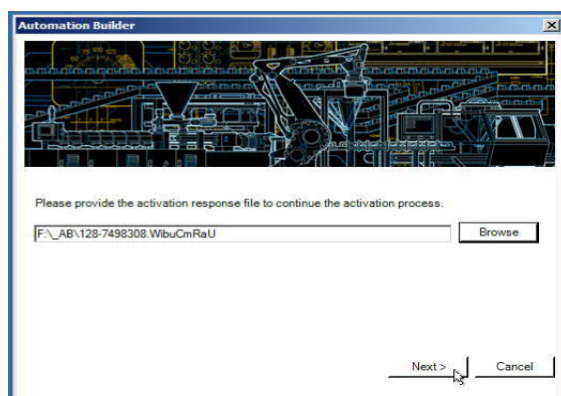 Automation Builder
Please provide the activation response file to continue the activation process.
F:\_AB\128-7498308.WibuCmRaU
Browse
Next >
Cancel